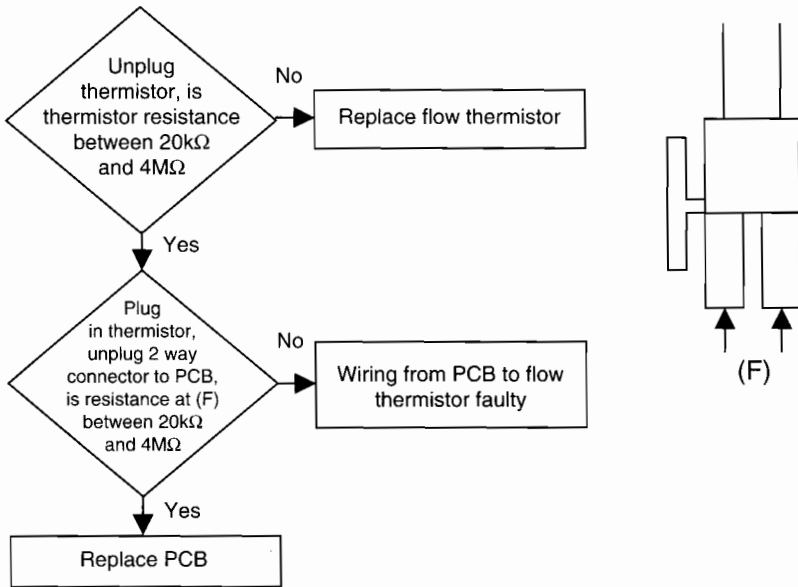 Unplug
thermistor, is
thermistor resistance
between 20kΩ
and 4MΩ
No
Replace flow thermistor
Yes
Plug
in thermistor,
unplug 2 way
connector to PCB,
is resistance at (F)
between 20kΩ
and 4MΩ
No
Wiring from PCB to flow
thermistor faulty
(F)
Yes
Replace PCB